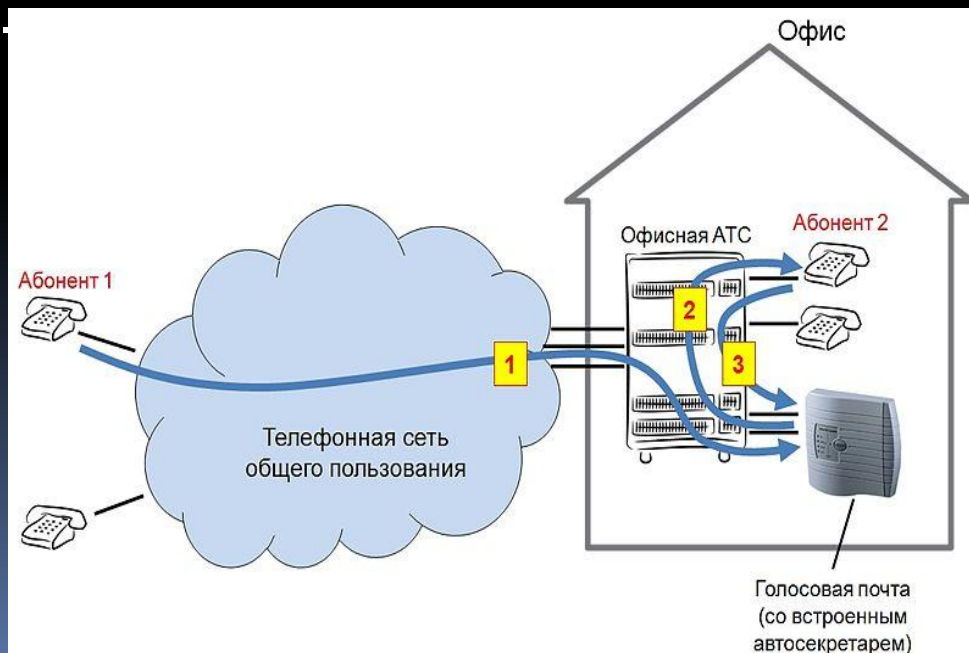 Офис
Абонент 2
Офисная АТС
Абонент 1
2
1
3
Телефонная сеть
общего пользования
Голосовая почта
(со встроенным
автосекретарем)